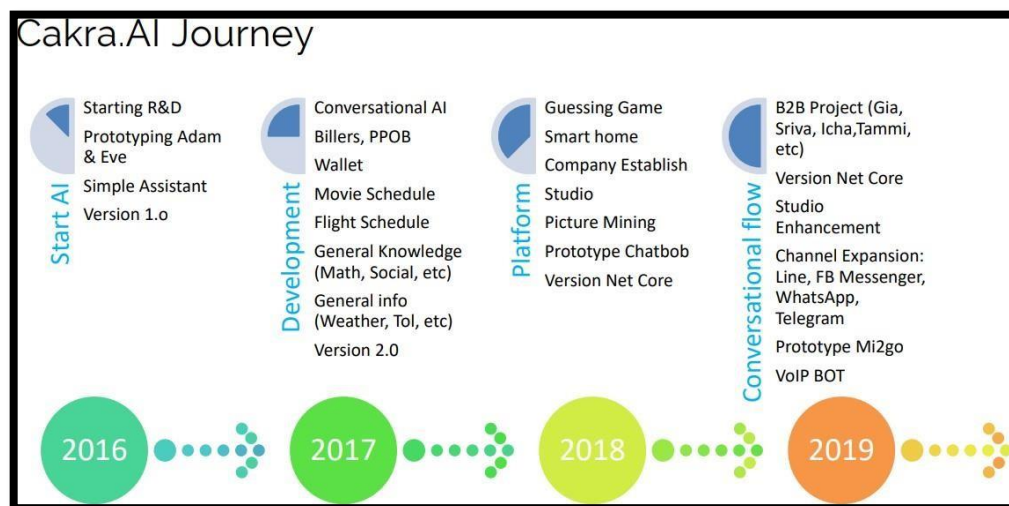 Cakra.AI Journey
Start AI
Starting R&D
Prototyping Adam
& Eve
Simple Assistant
Version 1.o
Development
Conversational AI
Billers, PPOB
Wallet
Movie Schedule
Flight Schedule
General Knowledge
(Math, Social, etc)
General info
(Weather, Tol, etc)
Version 2.0
Platform
Guessing Game
Smart home
Company Establish
Studio
Picture Mining
Prototype Chatbob
Version Net Core
Conversational flow
B2B Project (Gia,
Sriva, Icha,Tammi,
etc)
Version Net Core
Studio
Enhancement
Channel Expansion:
Line, FB Messenger,
WhatsApp,
Telegram
Prototype Mi2go
VoIP BOT
2016
2017
2018
2019